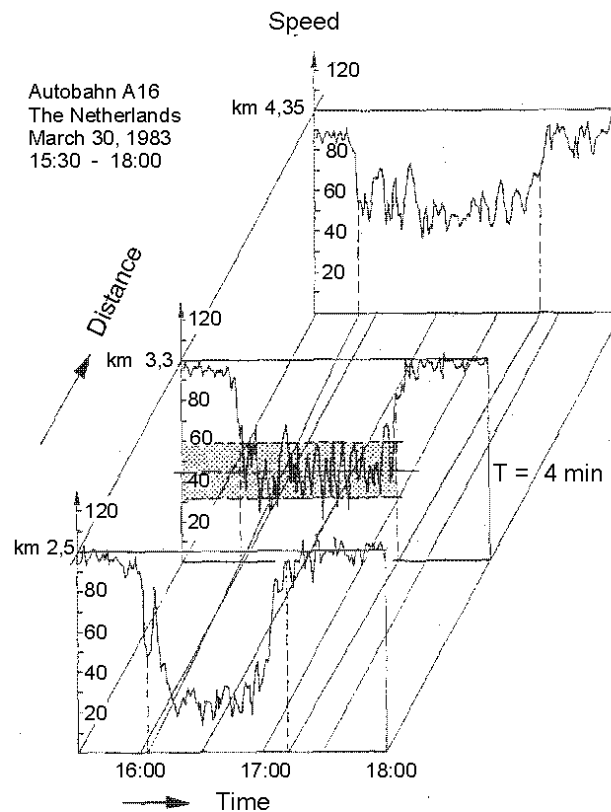 Speed
Autobahn A16
The Netherlands
March 30, 1983
15:30 - 18:00
km 4,35
120
80
60
40
20
Distance
km 3,3
120
80
60
40
20
T = 4 min
km 2,5
120
80
60
40
20
16:00 17:00 18:00
Time